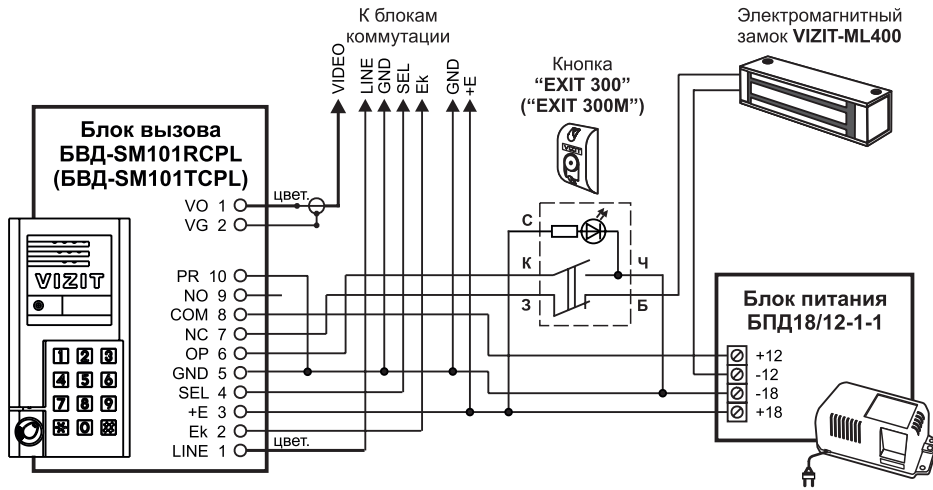 К блокам
коммутации
VIDEO
LINE
GND
SEL
Ek
GND
+E
Кнопка
“EXIT 300”
(“EXIT 300M”)
Электромагнитный
замок VIZIT-ML400
VIZIT
Блок вызова
БВД-SM101RCPL
(БВД-SM101TCPL)
цвет.
VO 1
VG 2
PR 10
NO 9
COM 8
NC 7
OP 6
GND 5
SEL 4
+E 3
Ek 2
LINE 1
цвет.
VIZIT
1 2 3
4 5 6
7 8 9
* 0 #
С
К
З
Ч
Б
Блок питания
БПД18/12-1-1
+12
-12
-18
+18